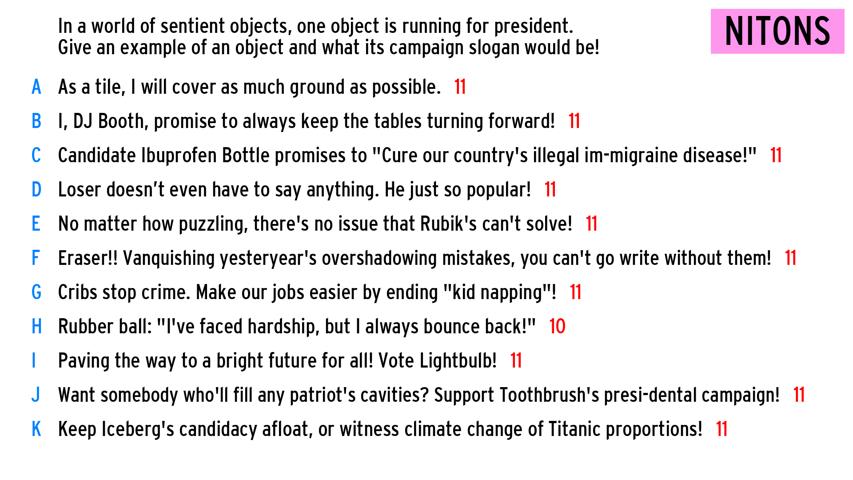 In a world of sentient objects, one object is running for president.
Give an example of an object and what its campaign slogan would be!
NITONS
A As a tile, I will cover as much ground as possible. 11
B I, DJ Booth, promise to always keep the tables turning forward! 11
C Candidate Ibuprofen Bottle promises to "Cure our country's illegal im-migraine disease!" 11
D Loser doesn't even have to say anything. He just so popular! 11
E No matter how puzzling, there's no issue that Rubik's can't solve! 11
F Eraser!! Vanquishing yesteryear's overshadowing mistakes, you can't go write without them! 11
G Cribs stop crime. Make our jobs easier by ending "kid napping"! 11
H Rubber ball: "I've faced hardship, but I always bounce back!" 10
I Paving the way to a bright future for all! Vote Lightbulb! 11
J Want somebody who'll fill any patriot's cavities? Support Toothbrush's presi-dental campaign! 11
K Keep Iceberg's candidacy afloat, or witness climate change of Titanic proportions! 11